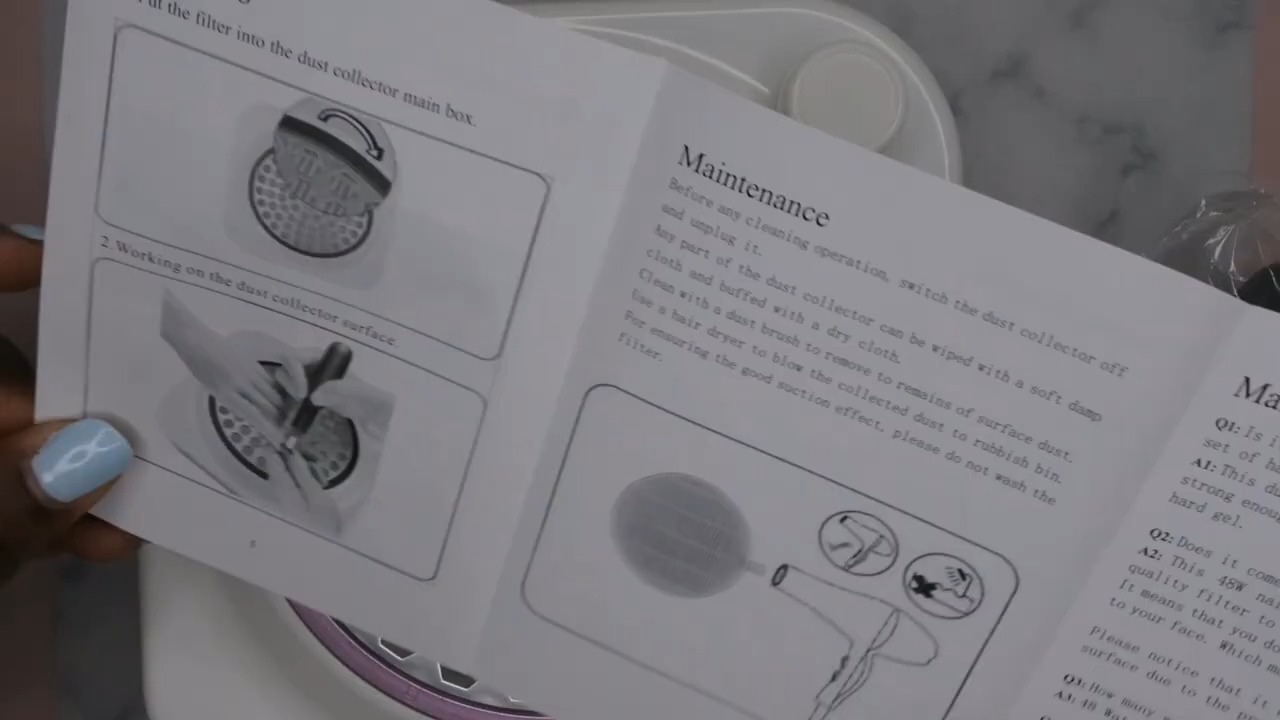 the filter into the dust collector main box.
2. Working on the dust collector surface.
Maintenance
Before any cleaning operation, switch the dust collector off
and unplug it.
Any part of the dust collector can be wiped with a soft damp
cloth and buffed with a dry cloth.
Clean with a dust brush to remove to remains of surface dust.
Use a hair dryer to blow the collected dust to rubbish bin.
For ensuring the good suction effect, please do not wash the
filter.
Q1: Is
set of
A1: This
strong
hard gel.
Q2: Does it
A2: This 48W
quality filter to
It means that you
to your face. Which
Please notice that it
surface due to the
Q3: How many
A3: 48